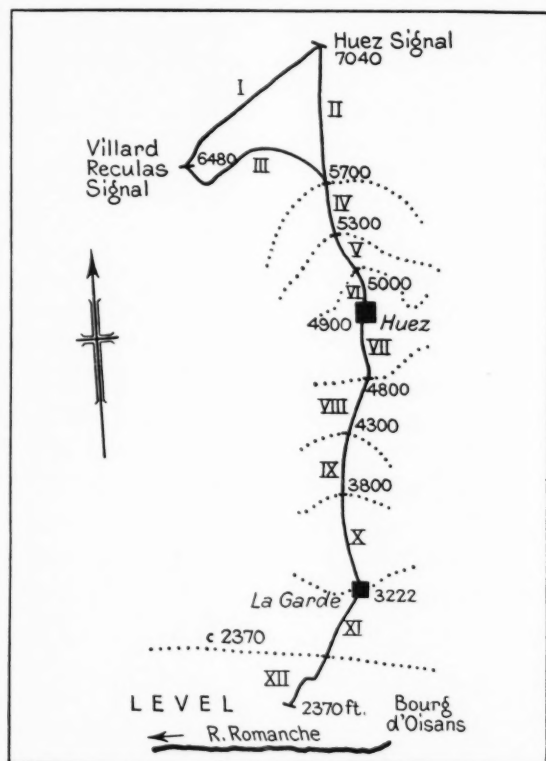 Huez Signal
7040
I
II
Villard
Reculas
Signal
6480
III
5700
IV
5300
V
5000
VI
4900
Huez
VII
4800
VIII
4300
IX
3800
X
La Garde
3222
XI
c 2370
XII
LEVEL
2370 ft.
Bourg
d'Oisans
R. Romanche